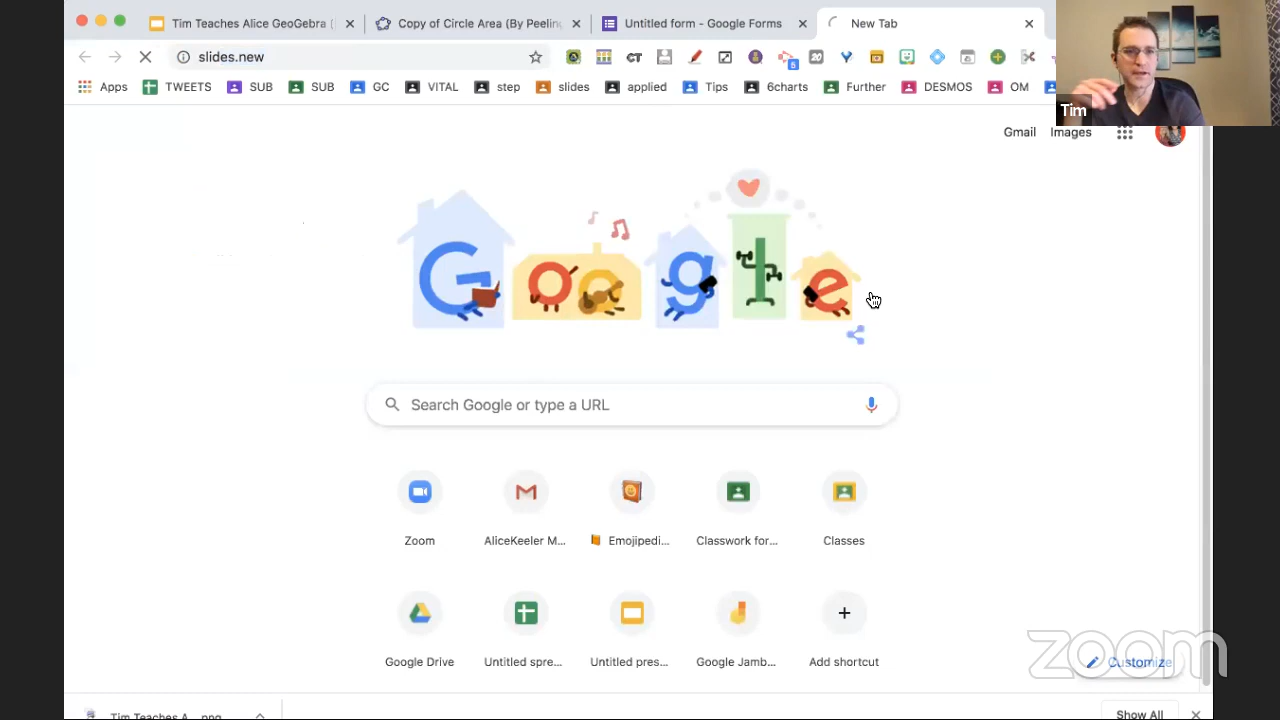 Tim Teaches Alice GeoGebra (
Copy of Circle Area (By Peeling
Untitled form - Google Forms
New Tab
slides.new
Apps TWEETS SUB SUB GC VITAL step slides applied Tips 6charts Further DESMOS OM
Tim
Gmail Images
Google
Search Google or type a URL
Zoom AliceKeeler M... Emojipedi... Classwork for... Classes
Google Drive Untitled spre... Untitled pres... Google Jamb... Add shortcut
zoom
Customize
Tim Teaches A....png
Show All